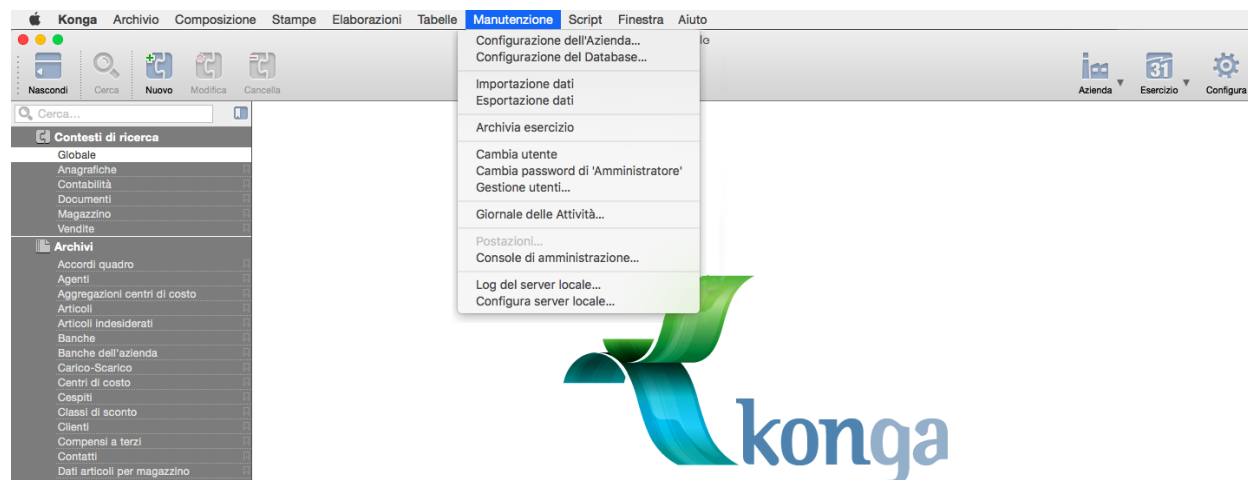 Konga Archivio Composizione Stampe Elaborazioni Tabelle Manutenzione Script Finestra Aiuto
Nascondi Cerca Nuovo Modifica Cancella
31
Azienda Esercizio Configura
Configurazione dell'Azienda...
Configurazione del Database...
Importazione dati
Esportazione dati
Archivia esercizio
Cambia utente
Cambia password di 'Amministratore'
Gestione utenti...
Giornale delle Attività...
Postazioni...
Console di amministrazione...
Log del server locale...
Configura server locale...
Cerca...
Contesti di ricerca
Globale
Anagrafiche
Contabilità
Documenti
Magazzino
Vendite
Archivi
Accordi quadro
Agenti
Aggregazioni centri di costo
Articoli
Articoli indesiderati
Banche
Banche dell'azienda
Carico-Scarico
Centri di costo
Cespiti
Classi di sconto
Clienti
Compensi a terzi
Contatti
Dati articoli per magazzino
konga